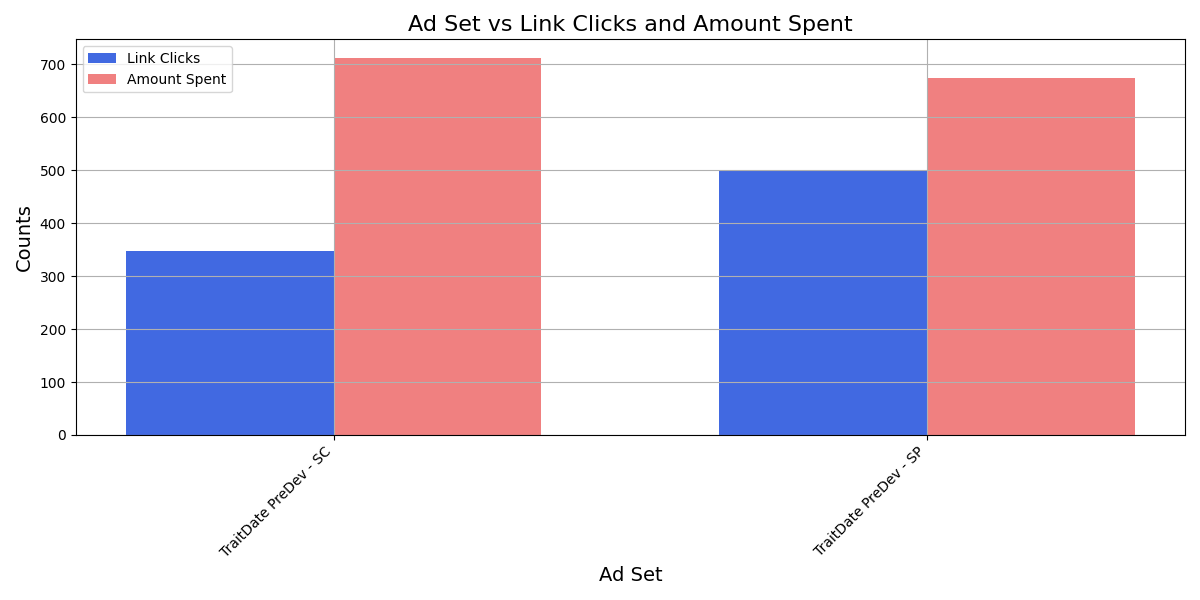 Ad Set vs Link Clicks and Amount Spent
Link Clicks
Amount Spent
700
600
500
400
300
200
100
0
Counts
TraitDate PreDev - SC
TraitDate PreDev - SP
Ad Set